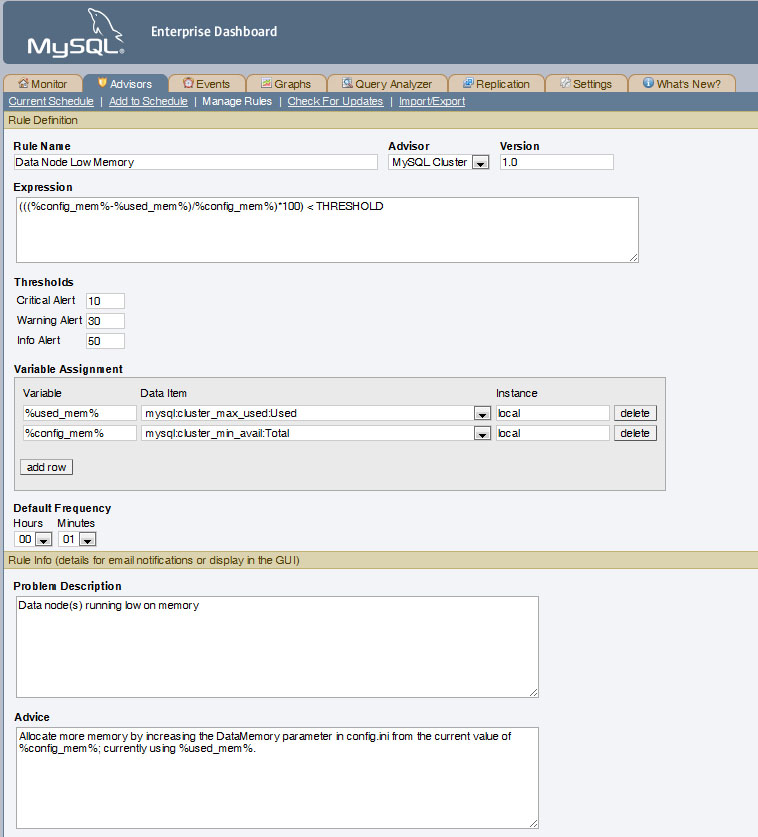 MySQL®
Enterprise Dashboard
Monitor Advisors Events Graphs Query Analyzer Replication Settings What's New?
Current Schedule | Add to Schedule | Manage Rules | Check For Updates | Import/Export
Rule Definition
Rule Name Advisor Version
Data Node Low Memory MySQL Cluster 1.0
Expression
(((%config_mem%-%used_mem%)/%config_mem%)*100) < THRESHOLD
Thresholds
Critical Alert 10
Warning Alert 30
Info Alert 50
Variable Assignment
Variable Data Item Instance
%used_mem% mysql:cluster_max_used:Used local delete
%config_mem% mysql:cluster_min_avail:Total local delete
add row
Default Frequency
Hours Minutes
00 01
Rule Info (details for email notifications or display in the GUI)
Problem Description
Data node(s) running low on memory
Advice
Allocate more memory by increasing the DataMemory parameter in config.ini from the current value of
%config_mem%; currently using %used_mem%.